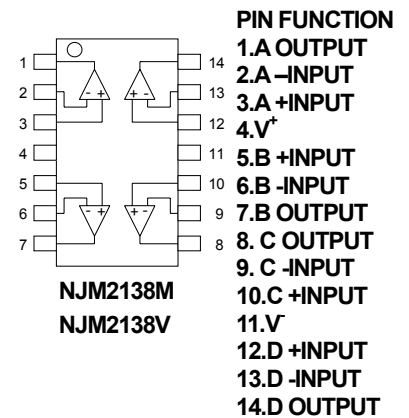 PIN FUNCTION
1.A OUTPUT
2.A –INPUT
3.A +INPUT
4.V+
5.B +INPUT
6.B -INPUT
7.B OUTPUT
8. C OUTPUT
9. C -INPUT
10.C +INPUT
11.V-
12.D +INPUT
13.D -INPUT
14.D OUTPUT
1 14
2 - + + - 13
3 12
4 11
5 10
6 - + + - 9
7 8
NJM2138M
NJM2138V